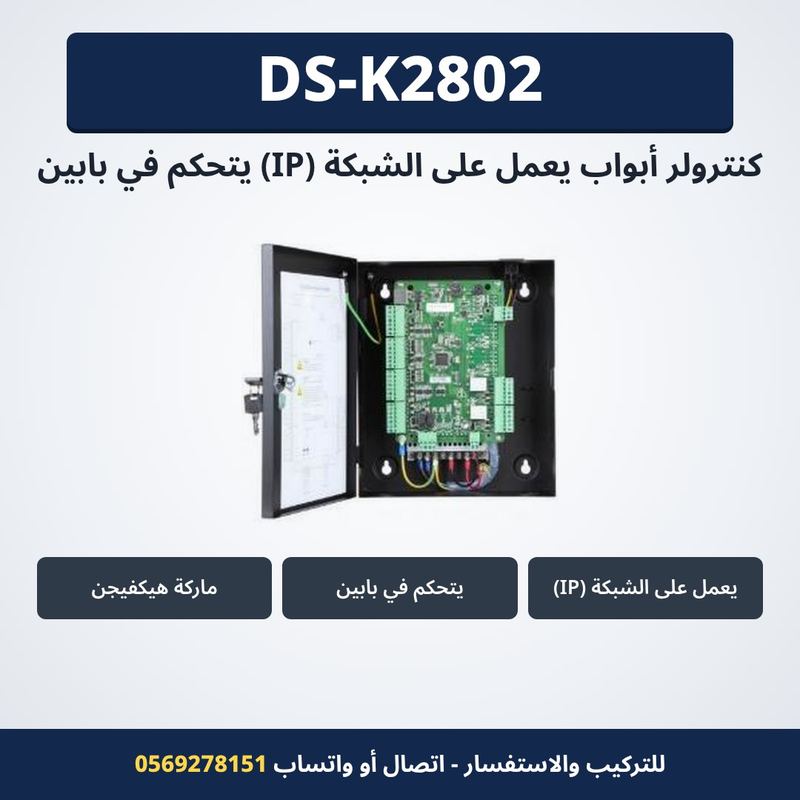 DS-K2802
كنترولر أبواب يعمل على الشبكة (IP) يتحكم في بابين
يعمل على الشبكة (IP)
يتحكم في بابين
ماركة هيكفيجن
للتركيب والاستفسار - اتصال أو واتساب 0569278151